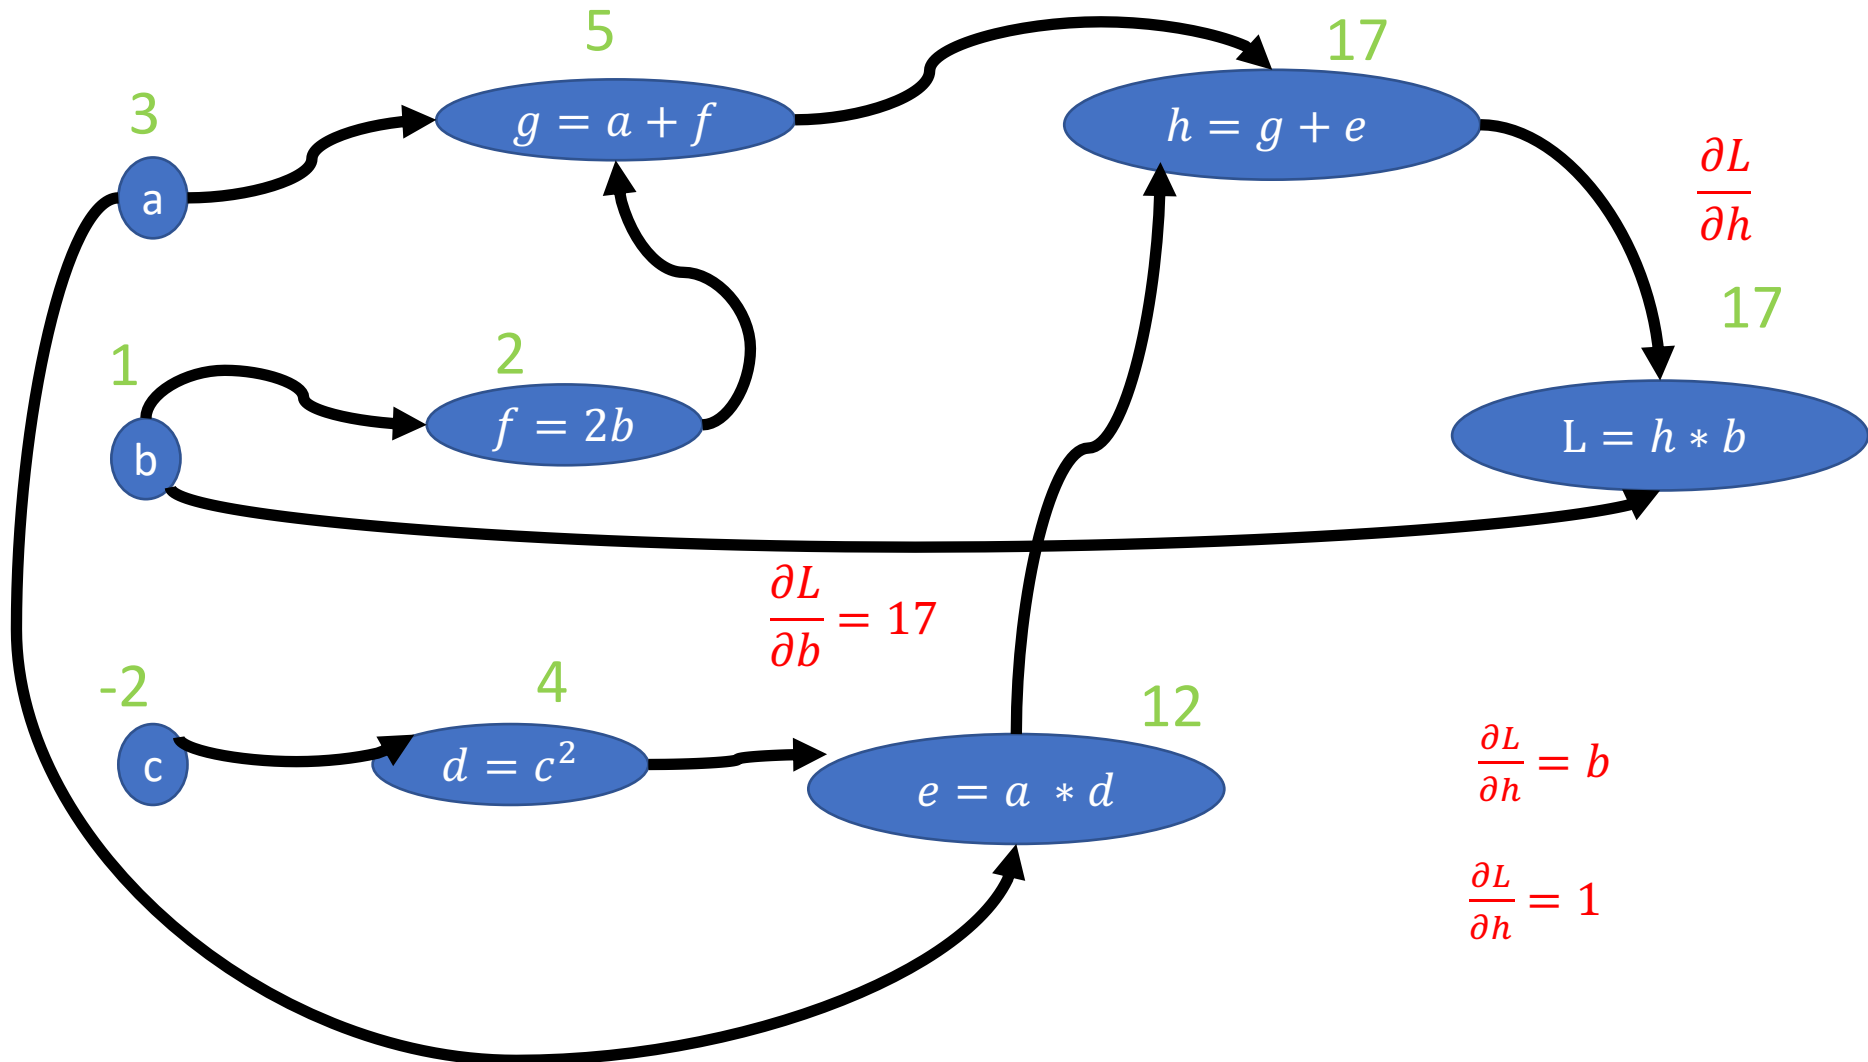 5
17
3
g = a + f
h = g + e
∂L
∂h
a
17
1
2
f = 2b
L = h ∗ b
b
∂L
∂b
= 17
-2
4
12
c
d = c²
e = a ∗ d
∂L
∂h
= b
∂L
∂h
= 1